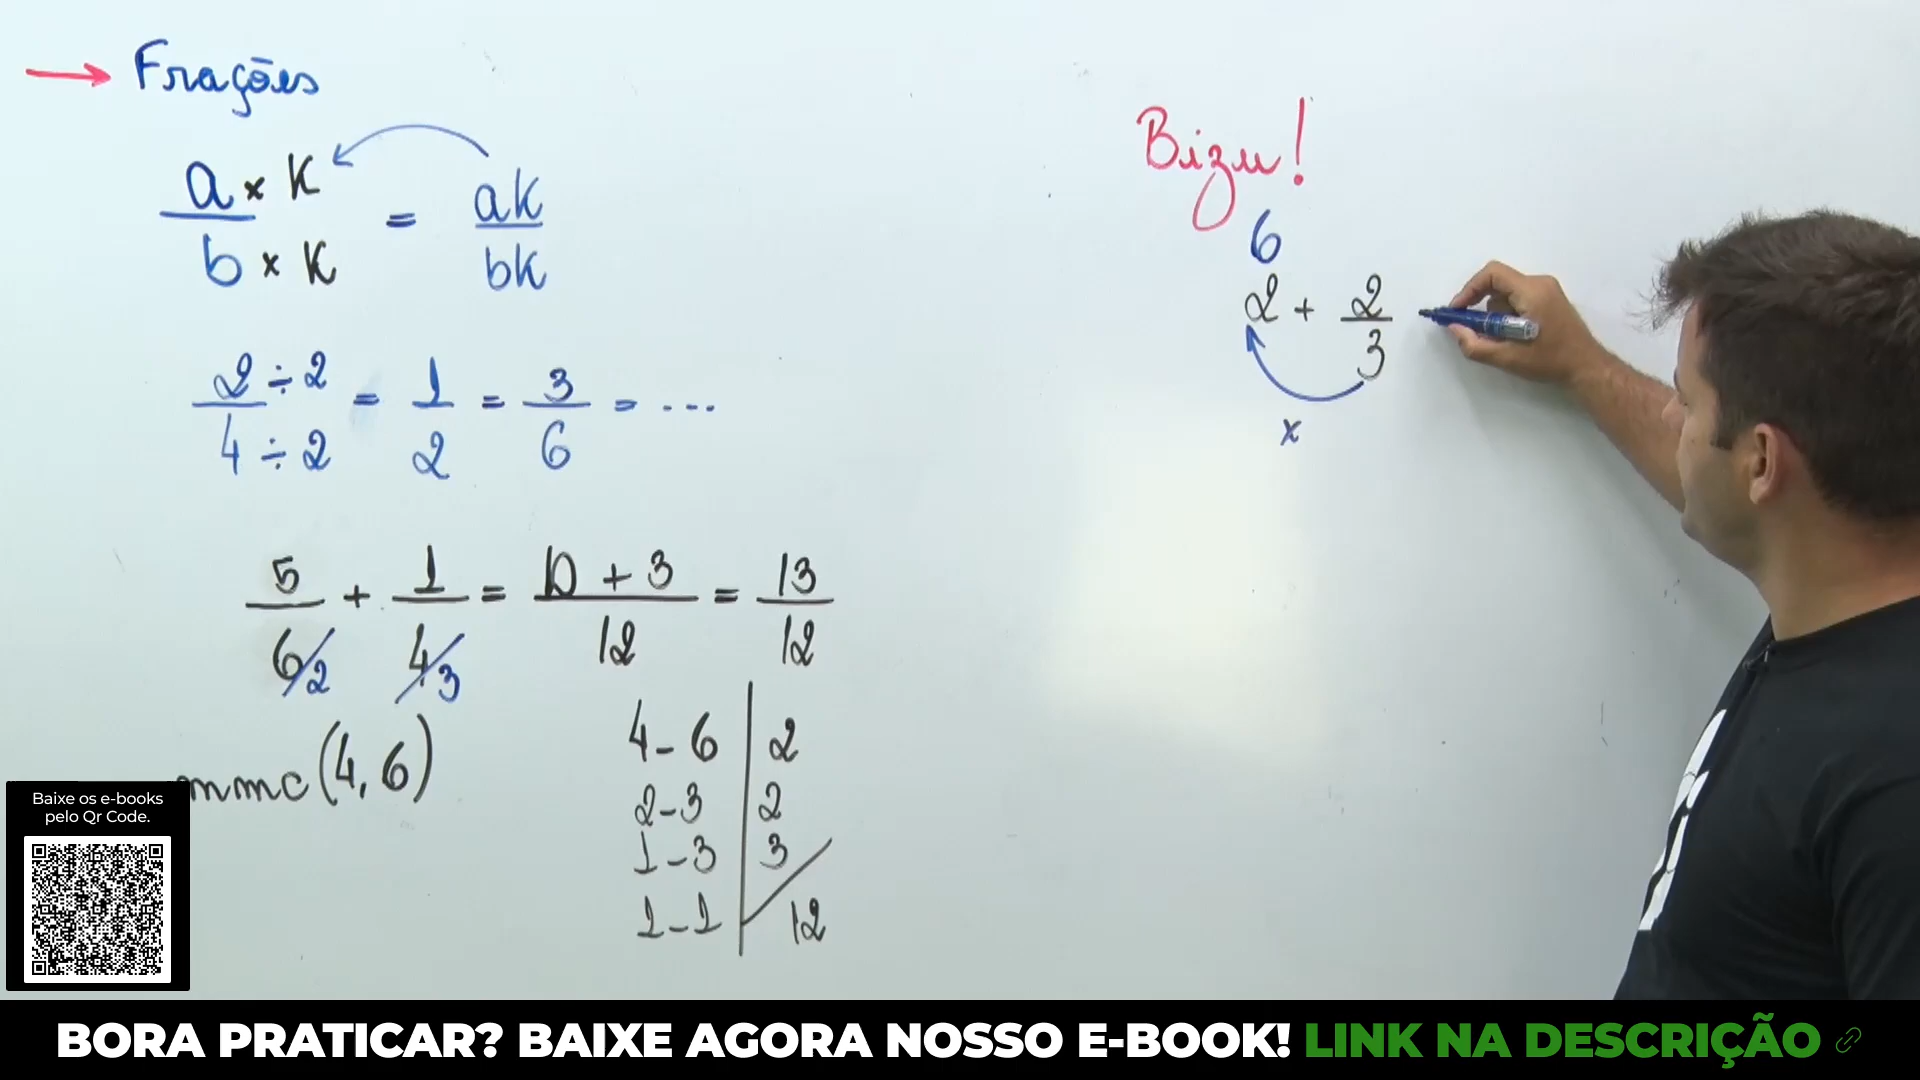 → Frações
a × k / b × k = ak / bk
2 ÷ 2 / 4 ÷ 2 = 1/2 = 3/6 = ...
5/6 + 1/4 = 10 + 3 / 12 = 13/12
2 3
mmc (4, 6)
4 - 6 | 2
2 - 3 | 2
1 - 3 | 3
1 - 1 | 12
Bizu!
6
2 + 2/3
x
Baixe os e-books
pelo Qr Code.
BORA PRATICAR? BAIXE AGORA NOSSO E-BOOK! LINK NA DESCRIÇÃO